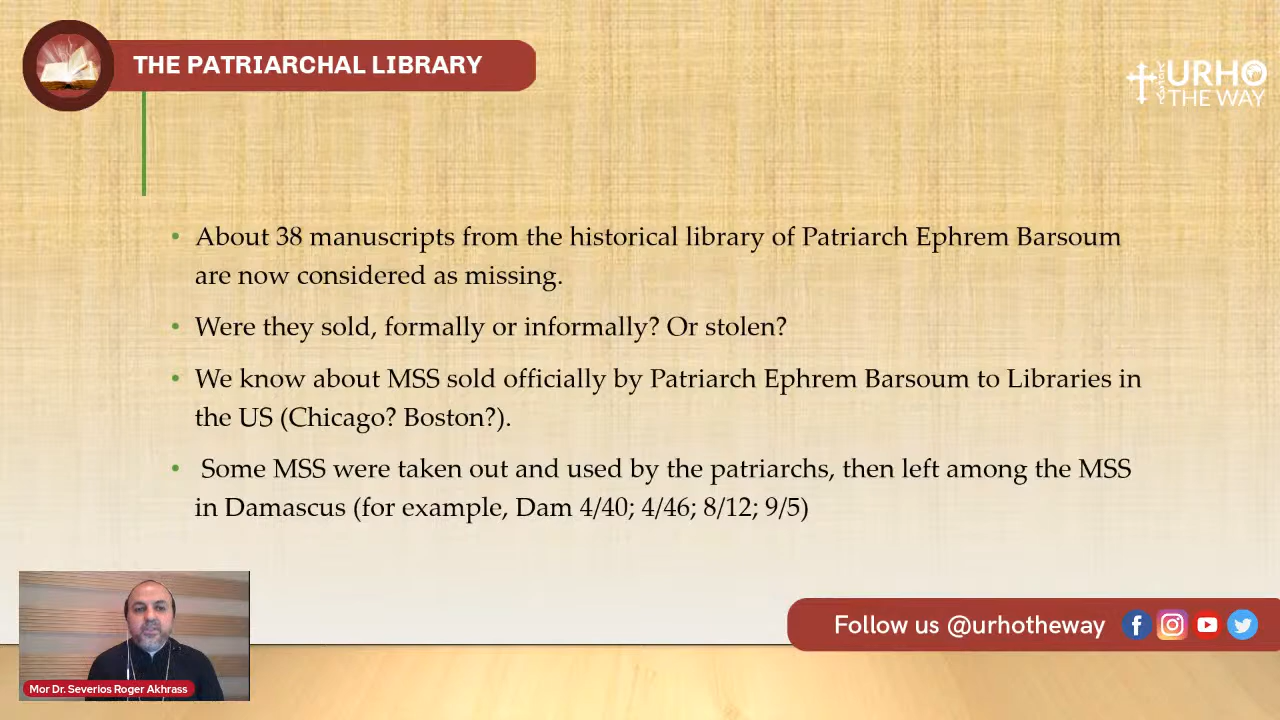 THE PATRIARCHAL LIBRARY
URHO
THE WAY
• About 38 manuscripts from the historical library of Patriarch Ephrem Barsoum
are now considered as missing.
• Were they sold, formally or informally? Or stolen?
• We know about MSS sold officially by Patriarch Ephrem Barsoum to Libraries in
the US (Chicago? Boston?).
• Some MSS were taken out and used by the patriarchs, then left among the MSS
in Damascus (for example, Dam 4/40; 4/46; 8/12; 9/5)
Follow us @urhotheway
Mor Dr. Severios Roger Akhrass